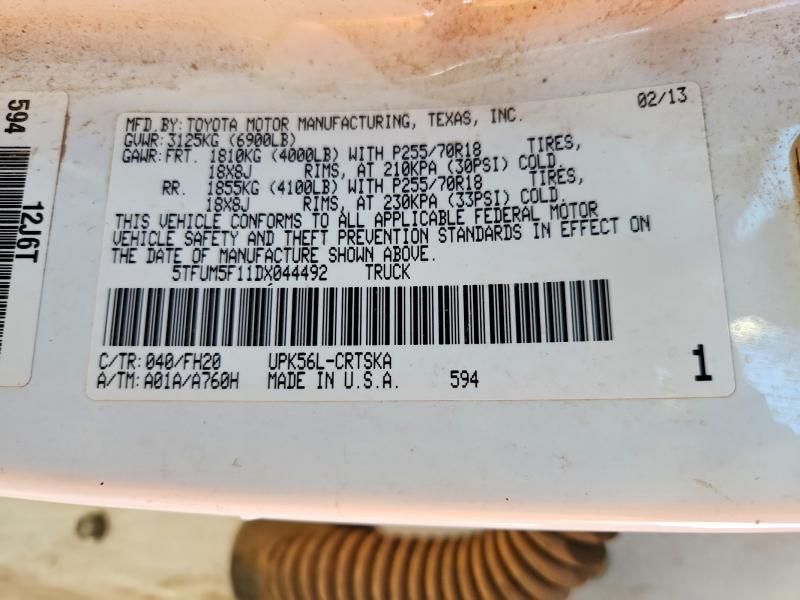 02/13
MFD.BY:TOYOTA MOTOR MANUFACTURING, TEXAS, INC.
GVWR:3125KG (6900LB)
GAWR:FRT. 1810KG (4000LB) WITH P255/70R18 TIRES,
18X8J RIMS, AT 210KPA (30PSI) COLD.
RR. 1855KG (4100LB) WITH P255/70R18 TIRES,
18X8J RIMS, AT 230KPA (33PSI) COLD.
THIS VEHICLE CONFORMS TO ALL APPLICABLE FEDERAL MOTOR
VEHICLE SAFETY AND THEFT PREVENTION STANDARDS IN EFFECT ON
THE DATE OF MANUFACTURE SHOWN ABOVE.
5TFUM5F11DX044492 TRUCK
C/TR:040/FH20 UPK56L-CRTSKA
A/TM:A01A/A760H MADE IN U.S.A. 594
1
594
12J6T